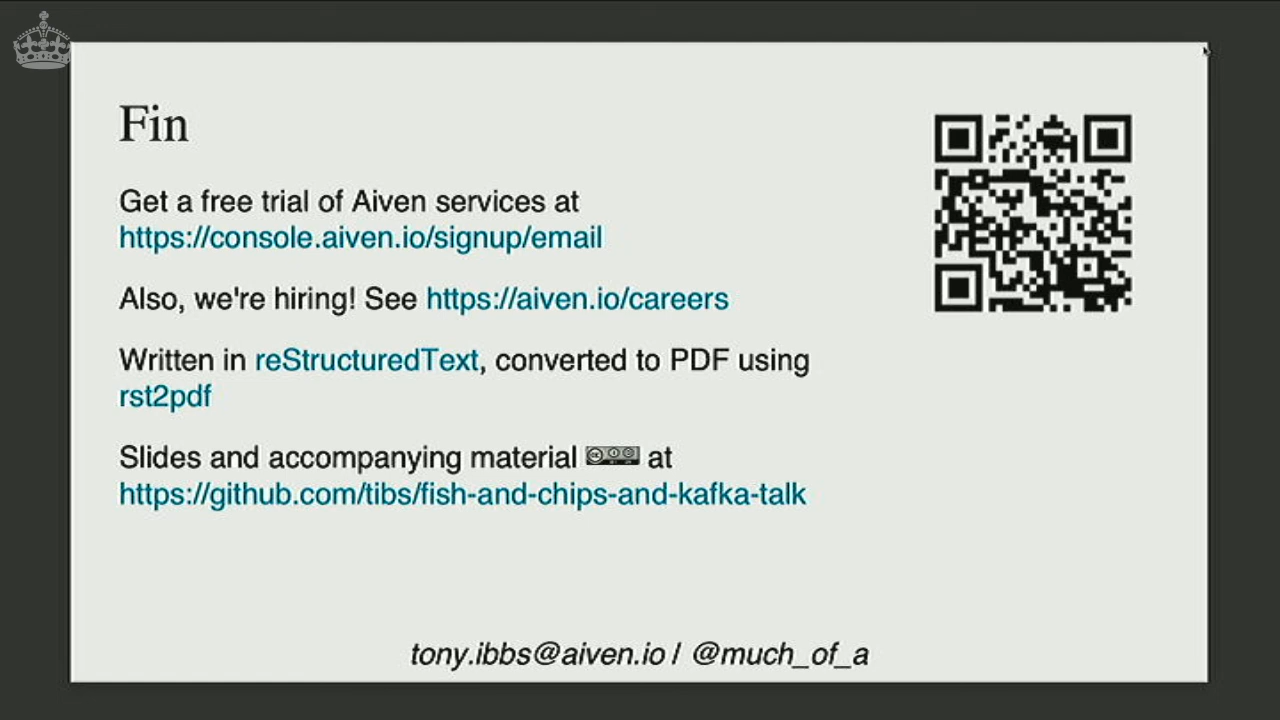 Fin
Get a free trial of Aiven services at
https://console.aiven.io/signup/email
Also, we're hiring! See https://aiven.io/careers
Written in reStructuredText, converted to PDF using
rst2pdf
Slides and accompanying material at
https://github.com/tibs/fish-and-chips-and-kafka-talk
tony.ibbs@aiven.io / @much_of_a